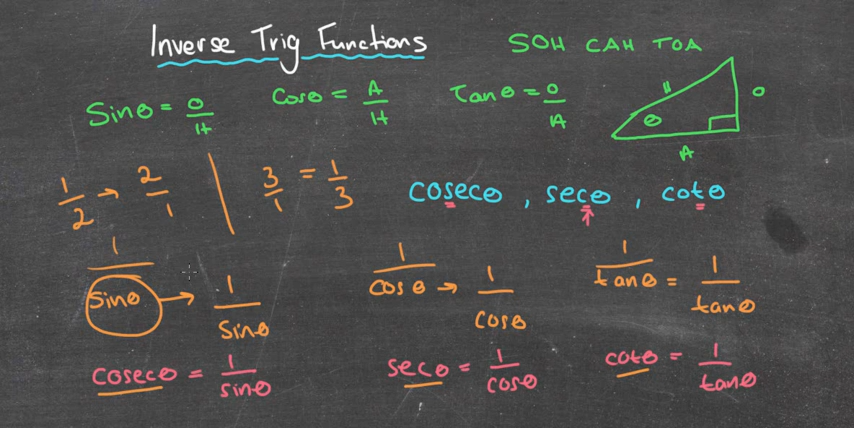 Inverse Trig Functions
SOH CAH TOA
Sinθ = O/H
Cosθ = A/H
Tanθ = O/A
H
O
θ
A
1/2 → 2/1
3/1 = 1/3
cosecθ , secθ , cotθ
1/sinθ → 1/sinθ
1/cosθ → 1/cosθ
1/tanθ = 1/tanθ
cosecθ = 1/sinθ
secθ = 1/cosθ
cotθ = 1/tanθ